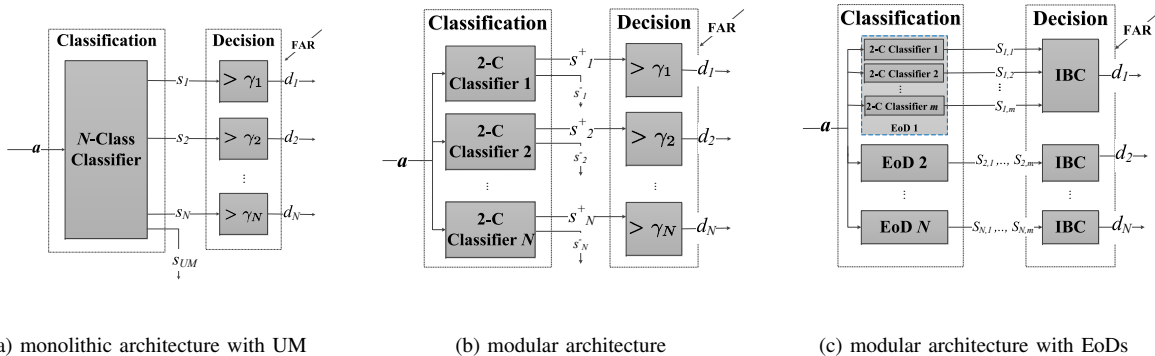 Classification
Decision
FAR
a
N-Class
Classifier
s1
> γ1
d1
s2
> γ2
d2
⋮
sN
> γN
dN
sUM
a) monolithic architecture with UM
Classification
Decision
FAR
a
2-C
Classifier 1
s+1
s-1
> γ1
d1
2-C
Classifier 2
s+2
s-2
> γ2
d2
⋮
⋮
2-C
Classifier N
s+N
s-N
> γN
dN
(b) modular architecture
Classification
Decision
FAR
a
2-C Classifier 1
2-C Classifier 2
⋮
2-C Classifier m
EoD 1
S1,1
S1,2
⋮
S1,m
IBC
d1
EoD 2
S2,1 ,.., S2,m
IBC
d2
⋮
⋮
EoD N
SN,1 ,.., SN,m
IBC
dN
(c) modular architecture with EoDs